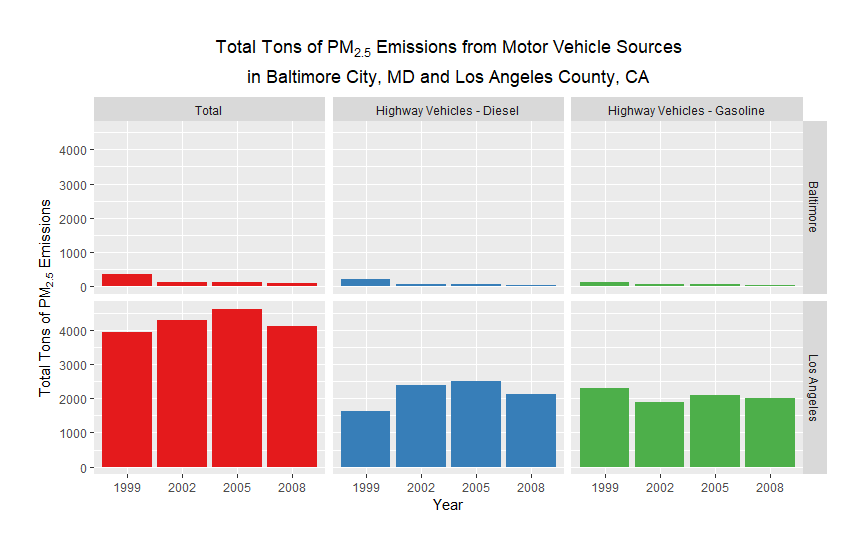 Total Tons of PM2.5 Emissions from Motor Vehicle Sources
in Baltimore City, MD and Los Angeles County, CA
Total
Highway Vehicles - Diesel
Highway Vehicles - Gasoline
Total Tons of PM2.5 Emissions
4000
3000
2000
1000
0
Baltimore
4000
3000
2000
1000
0
Los Angeles
1999 2002 2005 2008
1999 2002 2005 2008
1999 2002 2005 2008
Year